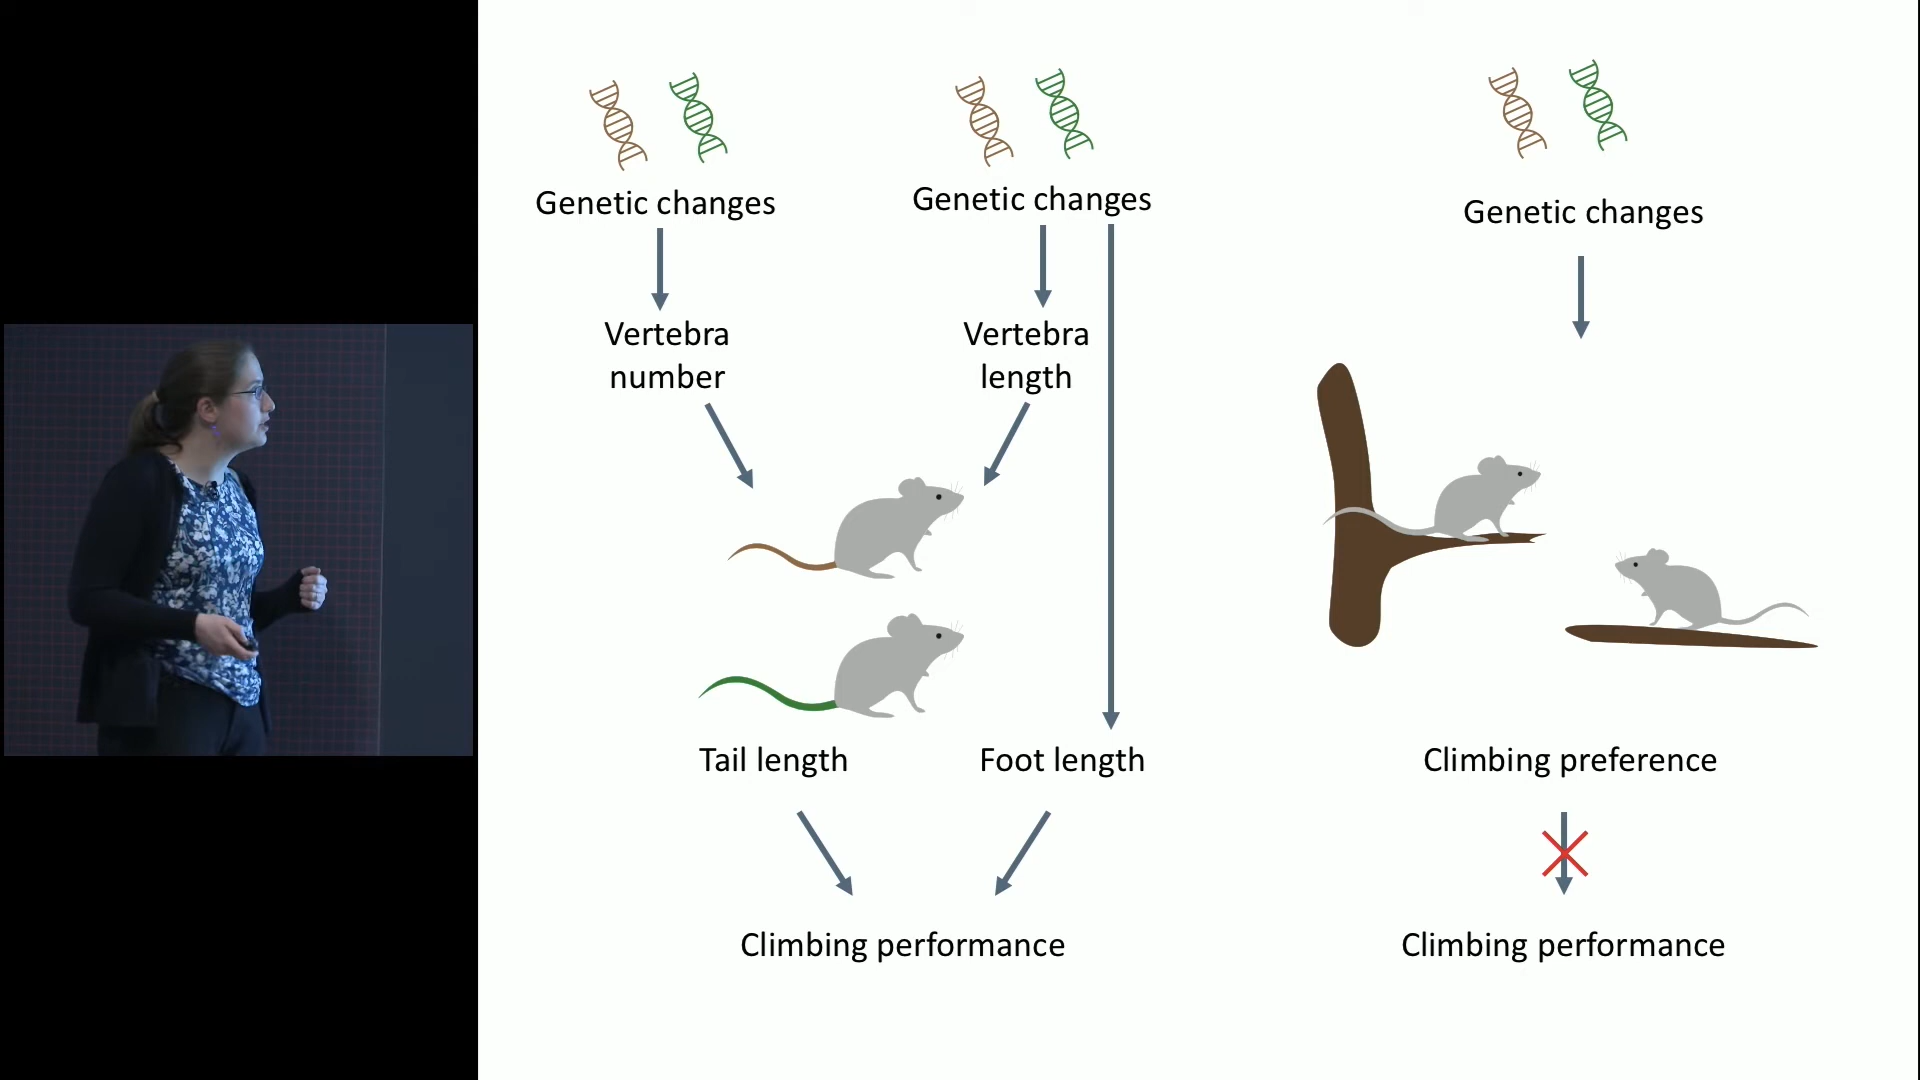 Genetic changes
Genetic changes
Genetic changes
Vertebra
number
Vertebra
length
Tail length
Foot length
Climbing preference
Climbing performance
Climbing performance